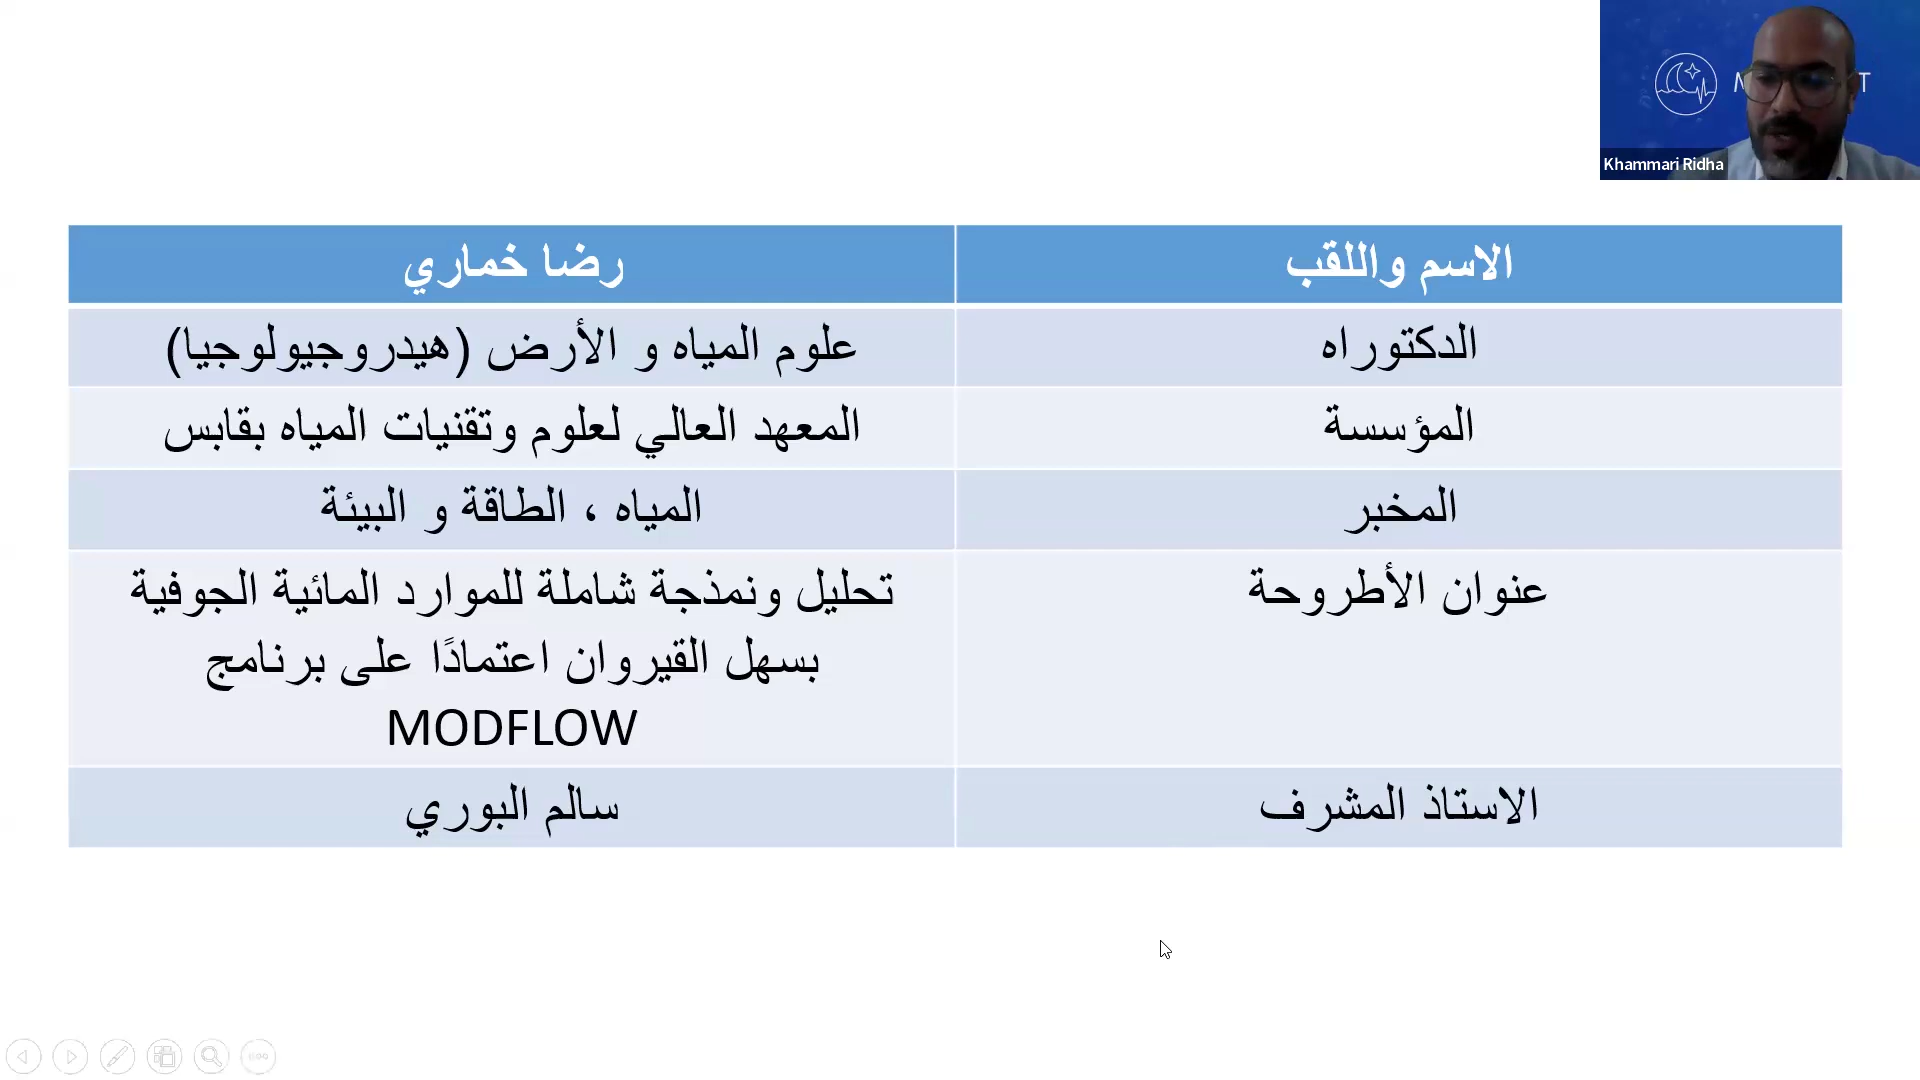 Khammari Ridha
الاسم واللقب
رضا خماري
الدكتوراه
علوم المياه و الأرض (هيدروجيولوجيا)
المؤسسة
المعهد العالي لعلوم وتقنيات المياه بقابس
المخبر
المياه ، الطاقة و البيئة
عنوان الأطروحة
تحليل ونمذجة شاملة للموارد المائية الجوفية
بسهل القيروان اعتمادًا على برنامج
MODFLOW
الاستاذ المشرف
سالم البوري